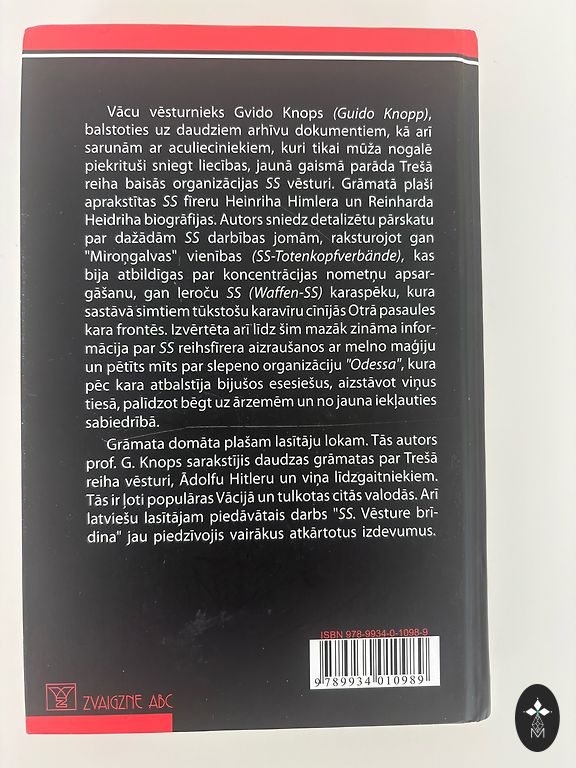 Vācu vēsturnieks Gvido Knops (Guido Knopp),
balstoties uz daudziem arhīvu dokumentiem, kā arī
sarunām ar aculieciniekiem, kuri tikai mūža nogalē
piekrituši sniegt liecības, jaunā gaismā parāda Trešā
reiha baisās organizācijas SS vēsturi. Grāmatā plaši
aprakstītas SS fīreru Heinriha Himlera un Reinharda
Heidriha biogrāfijas. Autors sniedz detalizētu pārskatu
par dažādām SS darbības jomām, raksturojot gan
"Miroņgalvas" vienības (SS-Totenkopfverbände), kas
bija atbildīgas par koncentrācijas nometņu apsar-
gāšanu, gan Ieroču SS (Waffen-SS) karaspēku, kura
sastāvā simtiem tūkstošu karavīru cīnījās Otrā pasaules
kara frontēs. Izvērtēta arī līdz šim mazāk zināma infor-
mācija par SS reihsfīrera aizraušanos ar melno maģiju
un pētīts mīts par slepeno organizāciju "Odessa", kura
pēc kara atbalstīja bijušos esesiešus, aizstāvot viņus
tiesā, palīdzot bēgt uz ārzemēm un no jauna iekļauties
sabiedrībā.
Grāmata domāta plašam lasītāju lokam. Tās autors
prof. G. Knops sarakstījis daudzas grāmatas par Trešā
reiha vēsturi, Ādolfu Hitleru un viņa līdzgaitniekiem.
Tās ir ļoti populāras Vācijā un tulkotas citās valodās. Arī
latviešu lasītājam piedāvātais darbs "SS. Vēsture brī-
dina" jau piedzīvojis vairākus atkārtotus izdevumus.
ISBN 978-9934-0-1098-9
9 789934 010989
ZVAIGZNE ABC